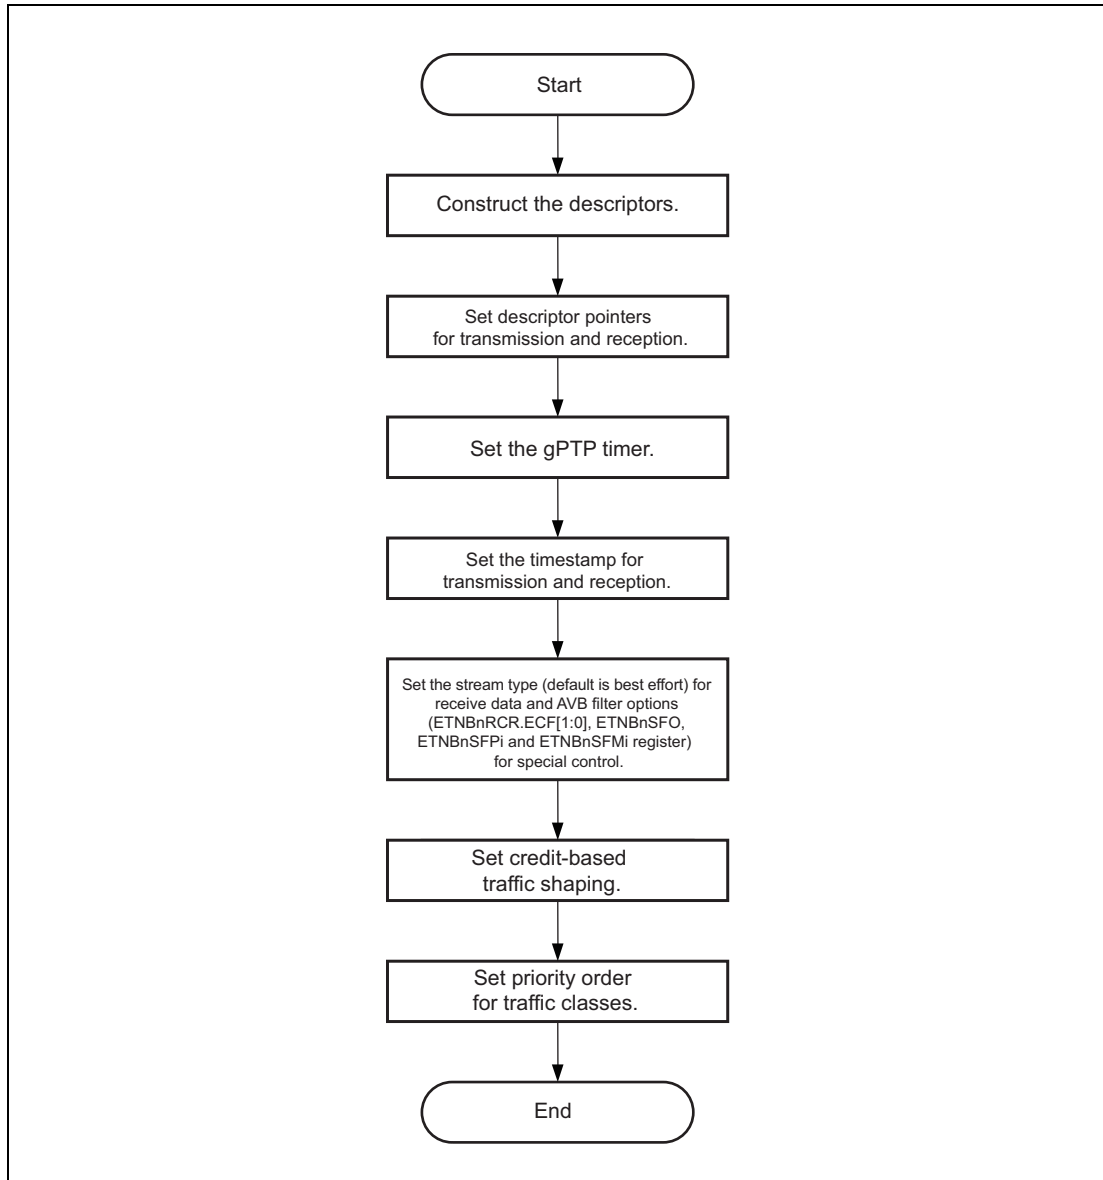 Start
Construct the descriptors.
Set descriptor pointers
for transmission and reception.
Set the gPTP timer.
Set the timestamp for
transmission and reception.
Set the stream type (default is best effort) for
receive data and AVB filter options
(ETNBnRCR.ECF[1:0], ETNBnSFO,
ETNBnSFPi and ETNBnSFMi register)
for special control.
Set credit-based
traffic shaping.
Set priority order
for traffic classes.
End